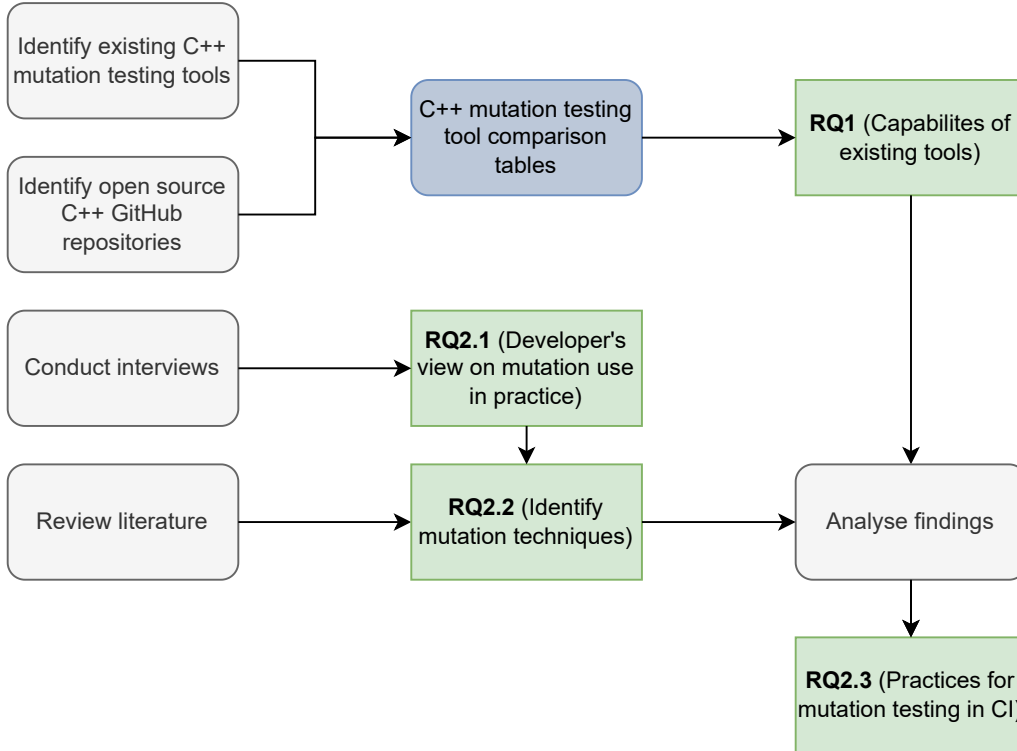 Identify existing C++
mutation testing tools
C++ mutation testing
tool comparison
tables
RQ1 (Capabilites of
existing tools)
Identify open source
C++ GitHub
repositories
Conduct interviews
RQ2.1 (Developer's
view on mutation use
in practice)
Review literature
RQ2.2 (Identify
mutation techniques)
Analyse findings
RQ2.3 (Practices for
mutation testing in CI)